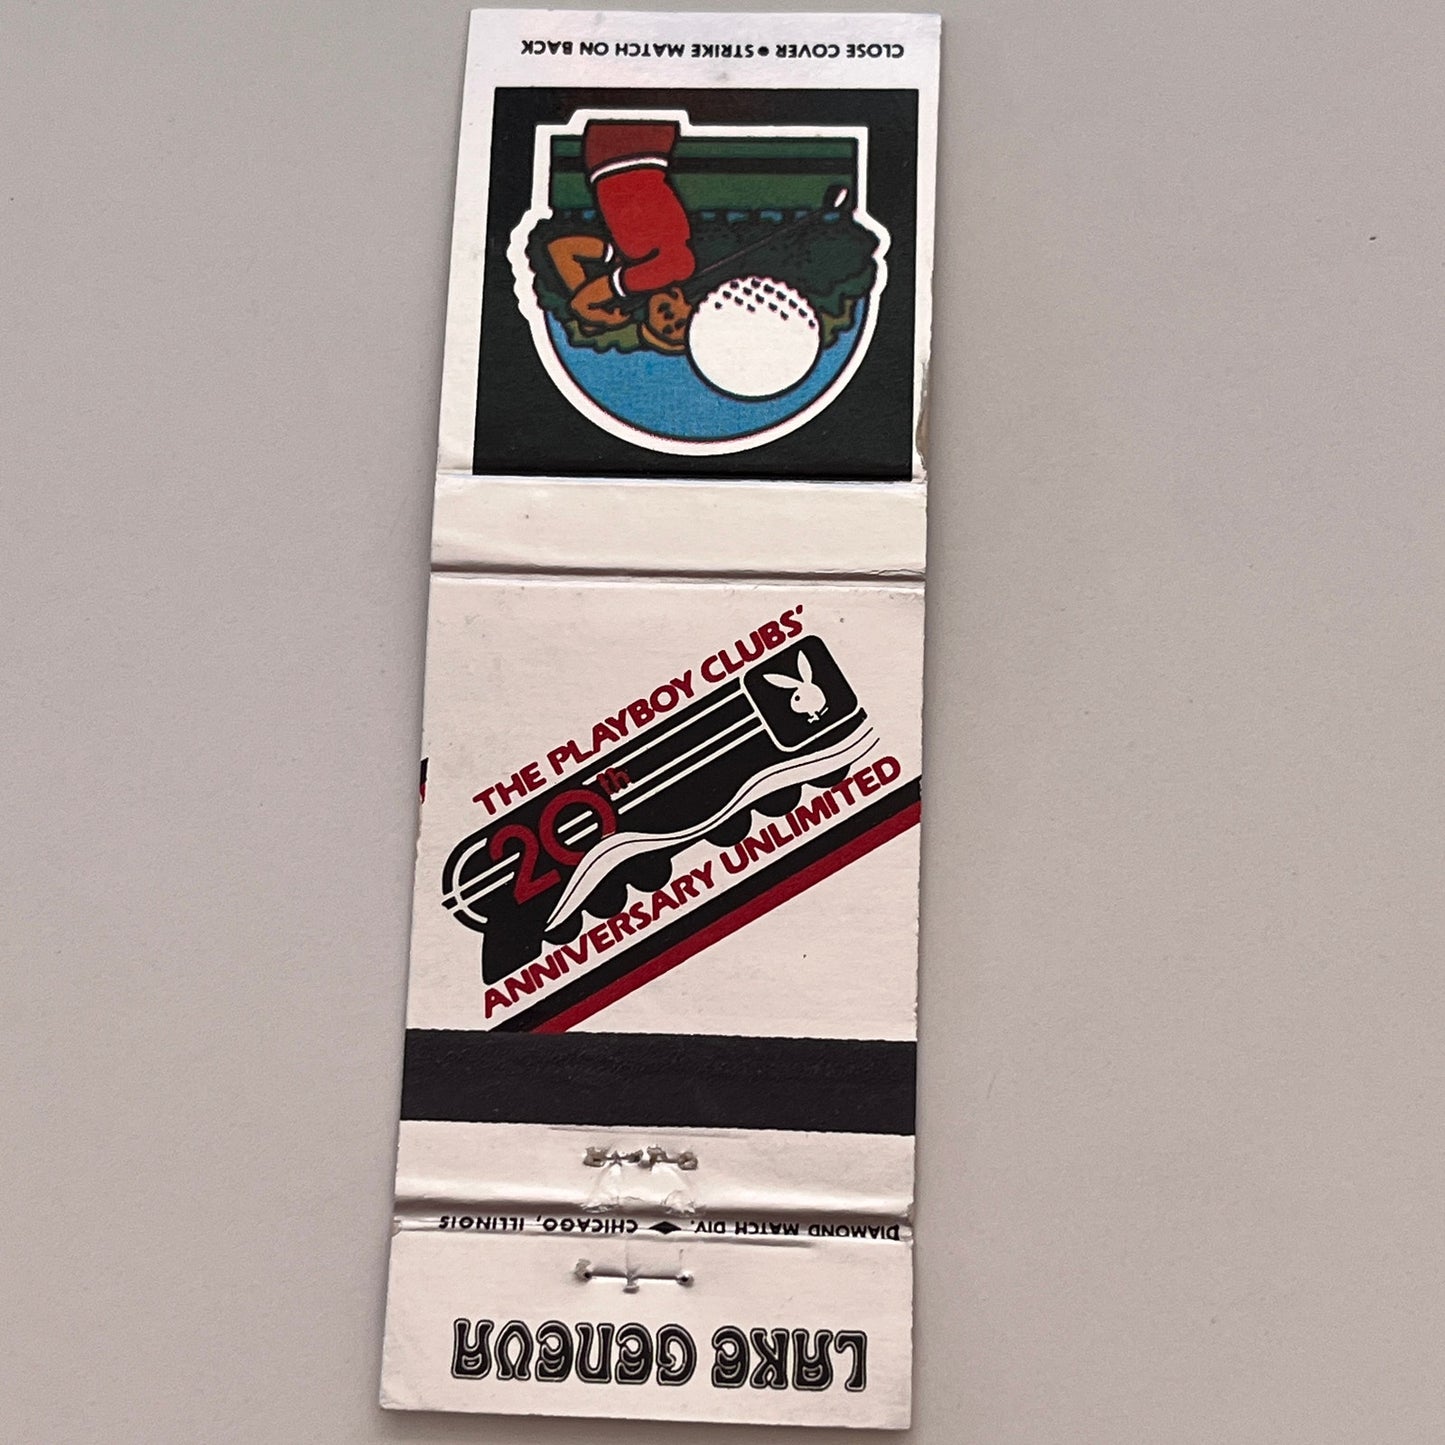 CLOSE COVER • STRIKE MATCH ON BACK
THE PLAYBOY CLUBS'
20th
ANNIVERSARY UNLIMITED
DIAMOND MATCH DIV. CHICAGO, ILLINOIS
LAKE GENEVA